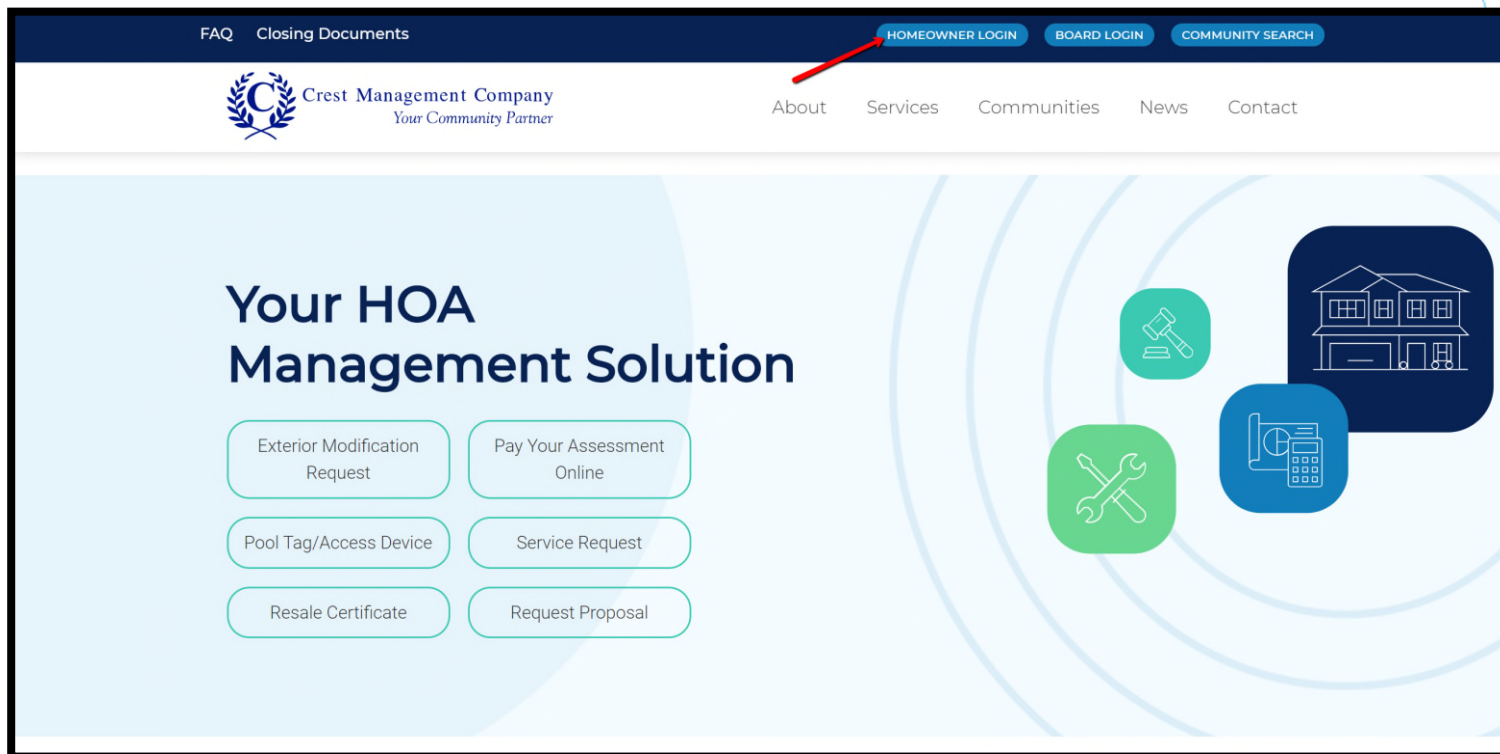 FAQ Closing Documents HOMEOWNER LOGIN BOARD LOGIN COMMUNITY SEARCH
C Crest Management Company
Your Community Partner
About Services Communities News Contact
Your HOA
Management Solution
Exterior Modification
Request
Pay Your Assessment
Online
Pool Tag/Access Device
Service Request
Resale Certificate
Request Proposal